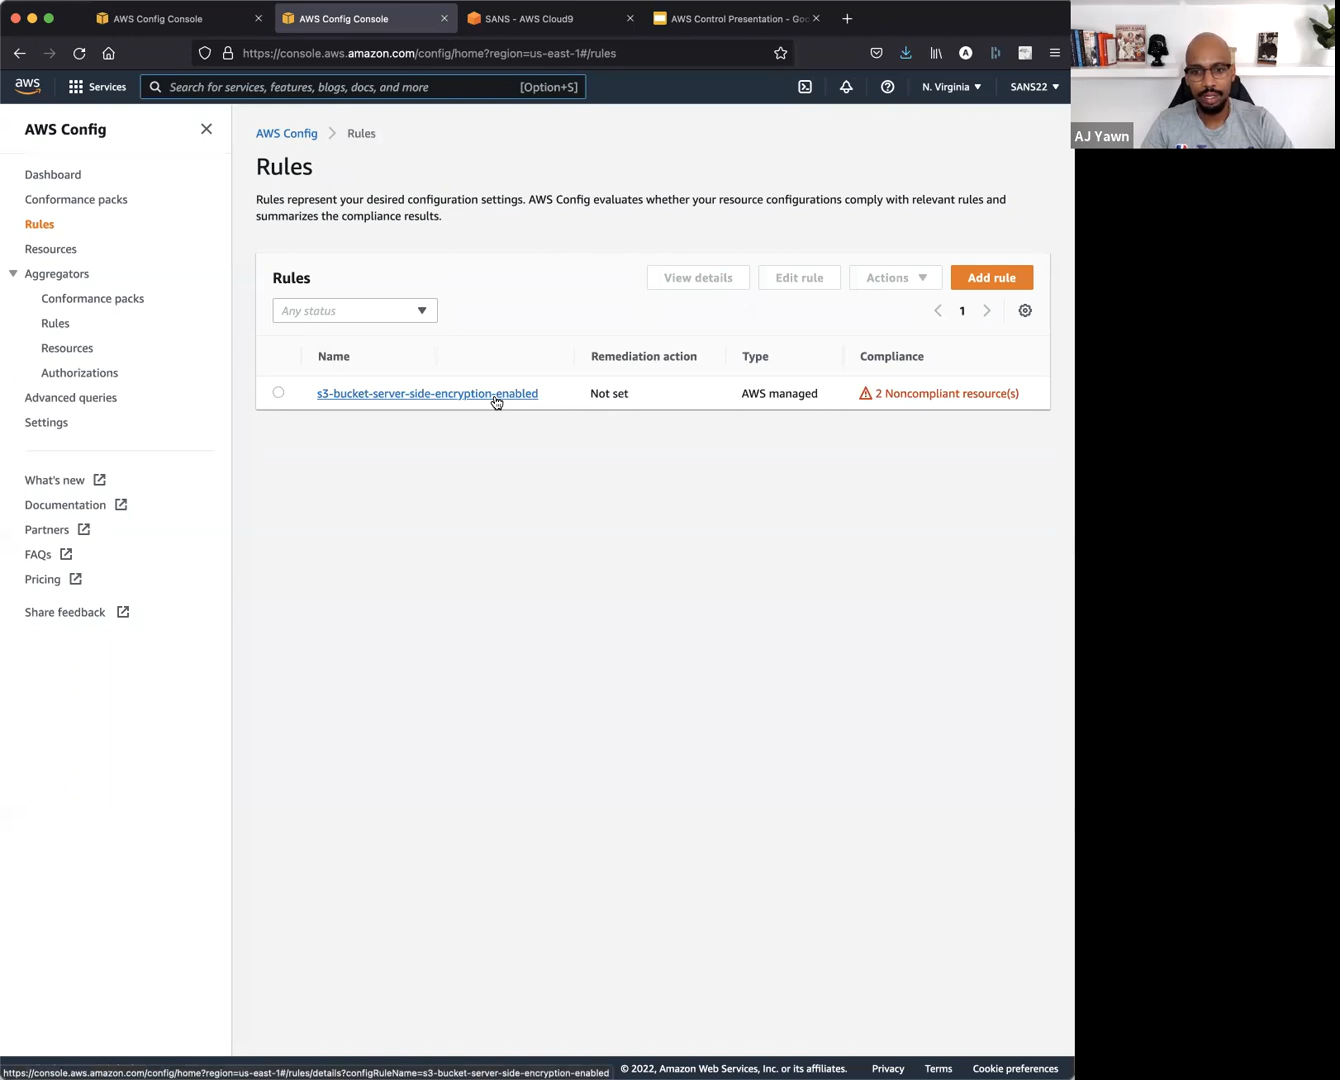 AWS Config Console
AWS Config Console
SANS - AWS Cloud9
AWS Control Presentation - Goo
https://console.aws.amazon.com/config/home?region=us-east-1#/rules
aws
Services
Search for services, features, blogs, docs, and more
[Option+S]
N. Virginia
SANS22
AJ Yawn
AWS Config
Dashboard
Conformance packs
Rules
Resources
Aggregators
Conformance packs
Rules
Resources
Authorizations
Advanced queries
Settings
What's new
Documentation
Partners
FAQs
Pricing
Share feedback
AWS Config > Rules
Rules
Rules represent your desired configuration settings. AWS Config evaluates whether your resource configurations comply with relevant rules and
summarizes the compliance results.
Rules
View details
Edit rule
Actions
Add rule
Any status
1
Name
Remediation action
Type
Compliance
s3-bucket-server-side-encryption-enabled
Not set
AWS managed
2 Noncompliant resource(s)
https://console.aws.amazon.com/config/home?region=us-east-1#/rules/details?configRuleName=s3-bucket-server-side-encryption-enabled
© 2022, Amazon Web Services, Inc. or its affiliates.
Privacy
Terms
Cookie preferences